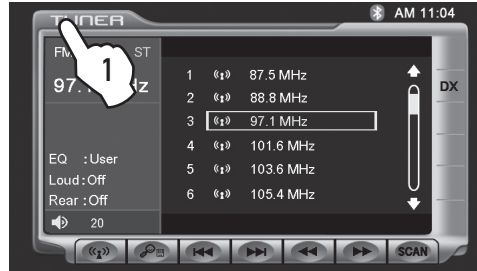 TUNER
AM 11:04
FM ST
97. Hz
1
1 87.5 MHz
2 88.8 MHz
3 97.1 MHz
4 101.6 MHz
5 103.6 MHz
6 105.4 MHz
DX
EQ :User
Loud:Off
Rear :Off
20
SCAN